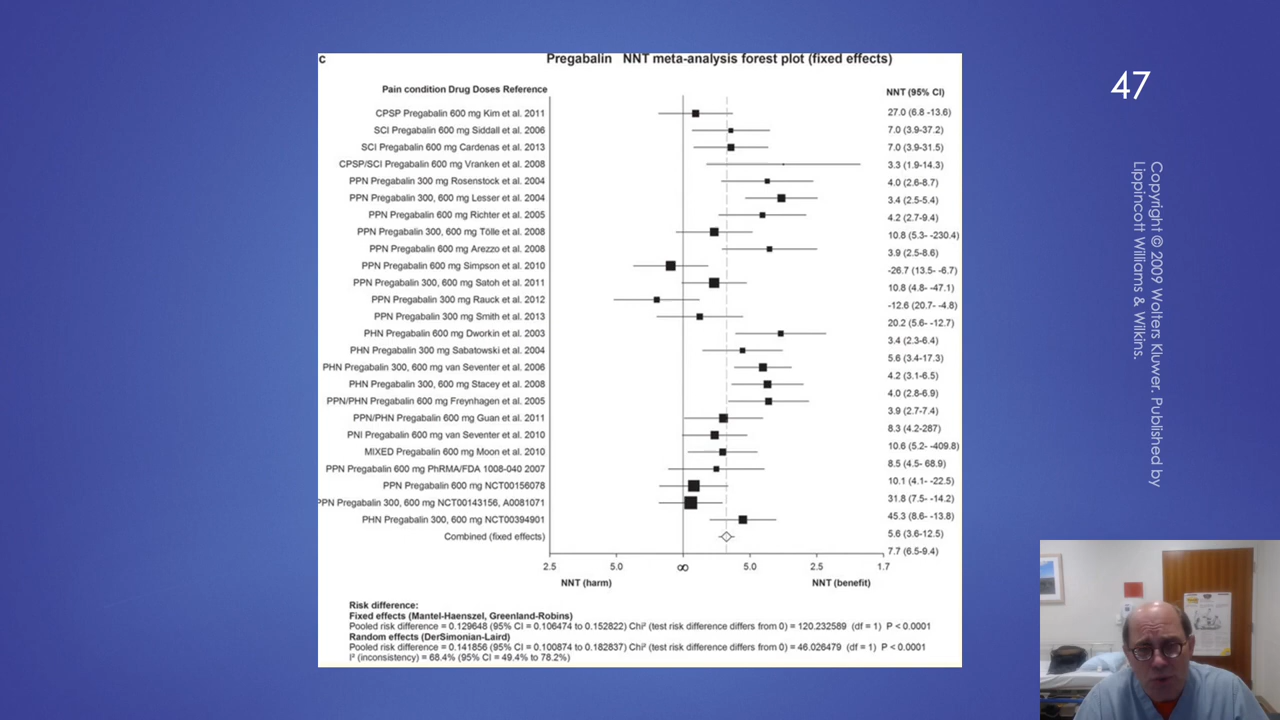 c
Pregabalin NNT meta-analysis forest plot (fixed effects)
47
Pain condition Drug Doses Reference
NNT (95% CI)
CPSP Pregabalin 600 mg Kim et al. 2011
27.0 (6.8 -13.6)
SCI Pregabalin 600 mg Siddall et al. 2006
7.0 (3.9-37.2)
SCI Pregabalin 600 mg Cardenas et al. 2013
7.0 (3.9-31.5)
CPSP/SCI Pregabalin 600 mg Vranken et al. 2008
3.3 (1.9-14.3)
PPN Pregabalin 300 mg Rosenstock et al. 2004
4.0 (2.6-8.7)
PPN Pregabalin 300, 600 mg Lesser et al. 2004
3.4 (2.5-5.4)
PPN Pregabalin 600 mg Richter et al. 2005
4.2 (2.7-9.4)
PPN Pregabalin 300, 600 mg Tölle et al. 2008
10.8 (5.3- -230.4)
PPN Pregabalin 600 mg Arezzo et al. 2008
3.9 (2.5-8.6)
PPN Pregabalin 600 mg Simpson et al. 2010
-26.7 (13.5- -6.7)
PPN Pregabalin 300, 600 mg Satoh et al. 2011
10.8 (4.8- -47.1)
PPN Pregabalin 300 mg Rauck et al. 2012
-12.6 (20.7- -4.8)
PPN Pregabalin 300 mg Smith et al. 2013
20.2 (5.6- -12.7)
PHN Pregabalin 600 mg Dworkin et al. 2003
3.4 (2.3-6.4)
PHN Pregabalin 300 mg Sabatowski et al. 2004
5.6 (3.4-17.3)
PHN Pregabalin 300, 600 mg van Seventer et al. 2006
4.2 (3.1-6.5)
PHN Pregabalin 300, 600 mg Stacey et al. 2008
4.0 (2.8-6.9)
PPN/PHN Pregabalin 600 mg Freynhagen et al. 2005
3.9 (2.7-7.4)
PPN/PHN Pregabalin 600 mg Guan et al. 2011
8.3 (4.2-287)
PNI Pregabalin 600 mg van Seventer et al. 2010
10.6 (5.2- -409.8)
MIXED Pregabalin 600 mg Moon et al. 2010
8.5 (4.5- 68.9)
PPN Pregabalin 600 mg PhRMA/FDA 1008-040 2007
10.1 (4.1- -22.5)
PPN Pregabalin 600 mg NCT00156078
31.8 (7.5- -14.2)
PPN Pregabalin 300, 600 mg NCT00143156, A0081071
45.3 (8.6- -13.8)
PHN Pregabalin 300, 600 mg NCT00394901
5.6 (3.6-12.5)
Combined (fixed effects)
7.7 (6.5-9.4)
2.5 5.0 ∞ 5.0 2.5 1.7
NNT (harm) NNT (benefit)
Risk difference:
Fixed effects (Mantel-Haenszel, Greenland-Robins)
Pooled risk difference = 0.129648 (95% CI = 0.106474 to 0.152822) Chi² (test risk difference differs from 0) = 120.232589 (df = 1) P < 0.0001
Random effects (DerSimonian-Laird)
Pooled risk difference = 0.141856 (95% CI = 0.100874 to 0.182837) Chi² (test risk difference differs from 0) = 46.026479 (df = 1) P < 0.0001
I² (inconsistency) = 68.4% (95% CI = 49.4% to 78.2%)
Copyright © 2009 Wolters Kluwer. Published by
Lippincott Williams & Wilkins.